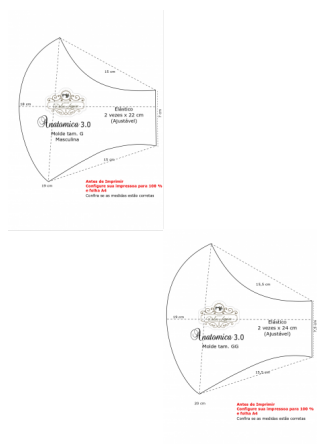 15 cm
18 cm
Elástico
2 vezes x 22 cm
(Ajustável)
7 cm
Anatomica 3.0
Molde tam. G
Masculina
15 cm
19 cm
Antes de Imprimir
Configure sua impressora para 100 %
e folha A4
Confira se as medidas estão corretas
15,5 cm
19 cm
Elástico
2 vezes x 24 cm
(Ajustável)
7,5 cm
Anatomica 3.0
Molde tam. GG
15,5 cm
20 cm
Antes de Imprimir
Configure sua impressora para 100 %
e folha A4
Confira se as medidas estão corretas